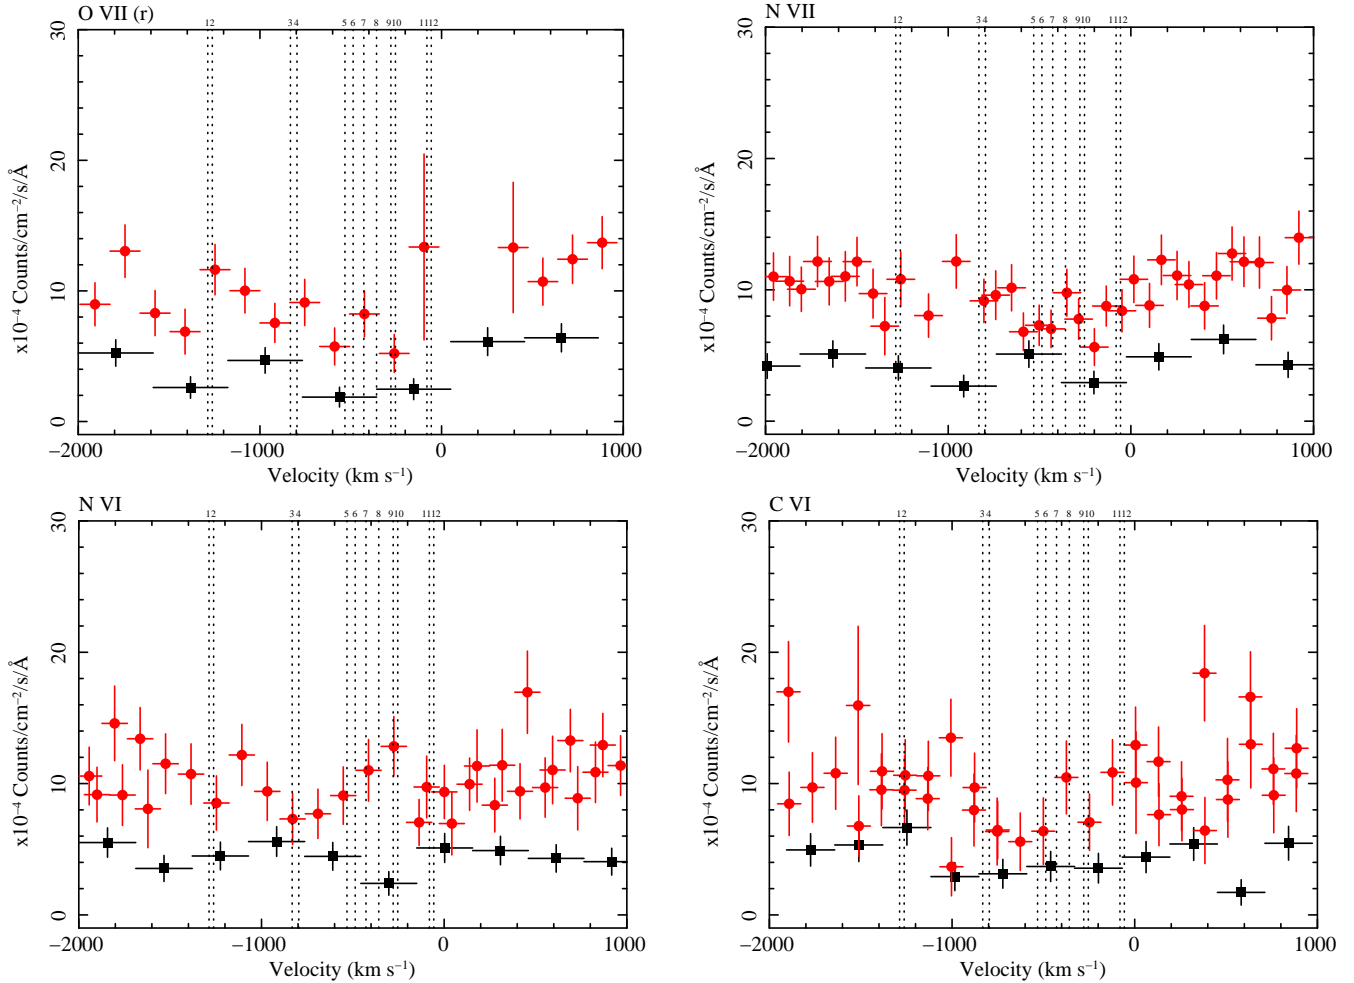 O VII (r)
12 34 5 6 7 8 910 1112
30
20
10
0
×10⁻⁴ Counts/cm⁻²/s/Å
−2000 −1000 0 1000
Velocity (km s⁻¹)
N VII
12 34 5 6 7 8 910 1112
30
20
10
0
×10⁻⁴ Counts/cm⁻²/s/Å
−2000 −1000 0 1000
Velocity (km s⁻¹)
N VI
12 34 5 6 7 8 910 1112
30
20
10
0
×10⁻⁴ Counts/cm⁻²/s/Å
−2000 −1000 0 1000
Velocity (km s⁻¹)
C VI
12 34 5 6 7 8 910 1112
30
20
10
0
×10⁻⁴ Counts/cm⁻²/s/Å
−2000 −1000 0 1000
Velocity (km s⁻¹)